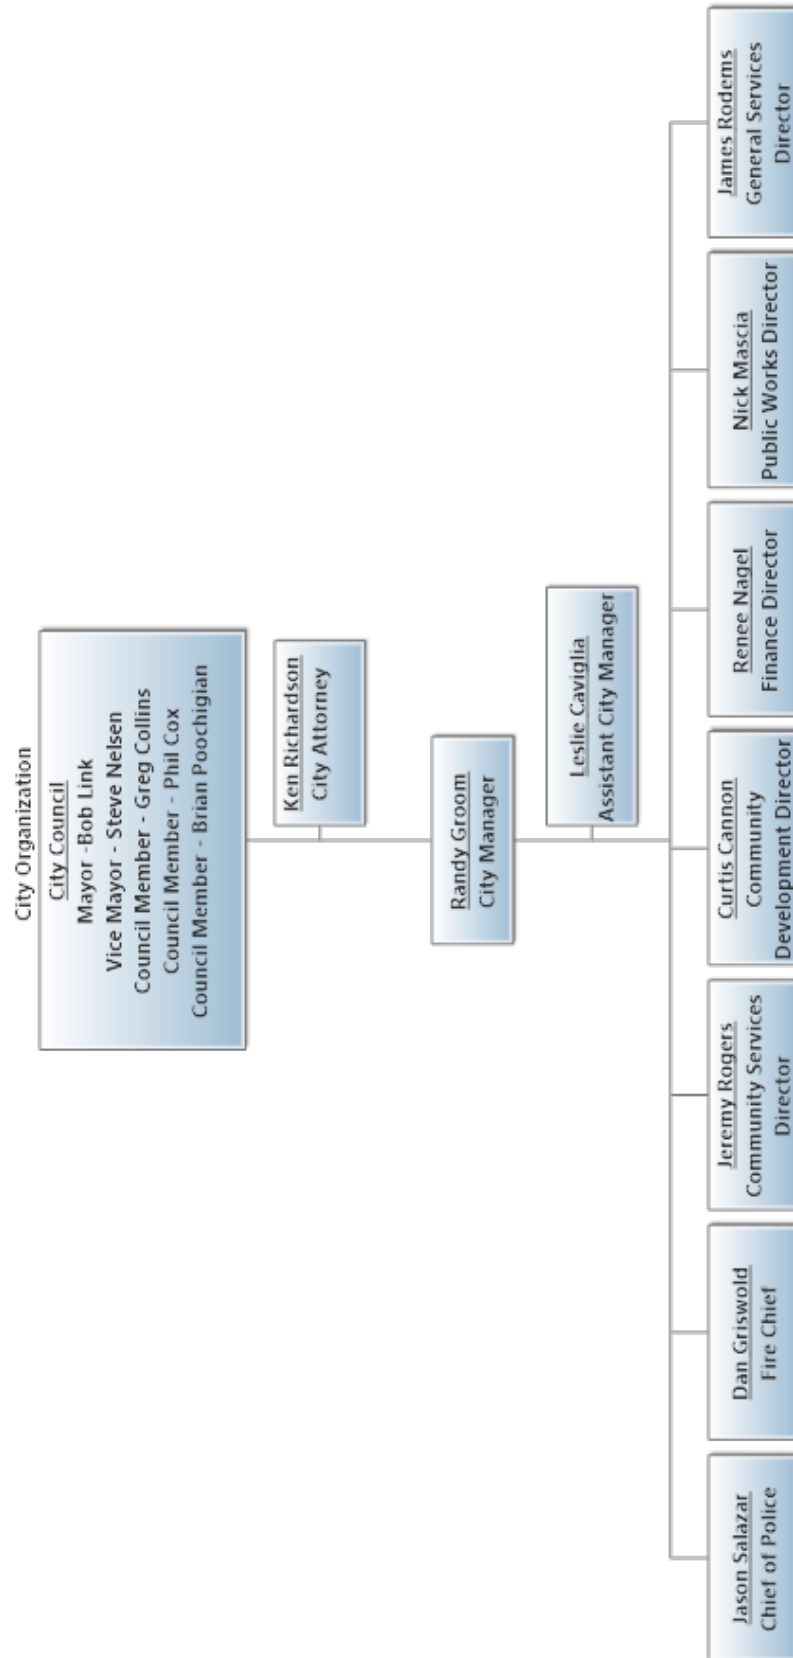 City Organization
City Council
Mayor -Bob Link
Vice Mayor - Steve Nelsen
Council Member - Greg Collins
Council Member - Phil Cox
Council Member - Brian Poochigian
Ken Richardson
City Attorney
Randy Groom
City Manager
Leslie Caviglia
Assistant City Manager
Jason Salazar
Chief of Police
Dan Griswold
Fire Chief
Jeremy Rogers
Community Services
Director
Curtis Cannon
Community
Development Director
Renee Nagel
Finance Director
Nick Mascia
Public Works Director
James Rodems
General Services
Director